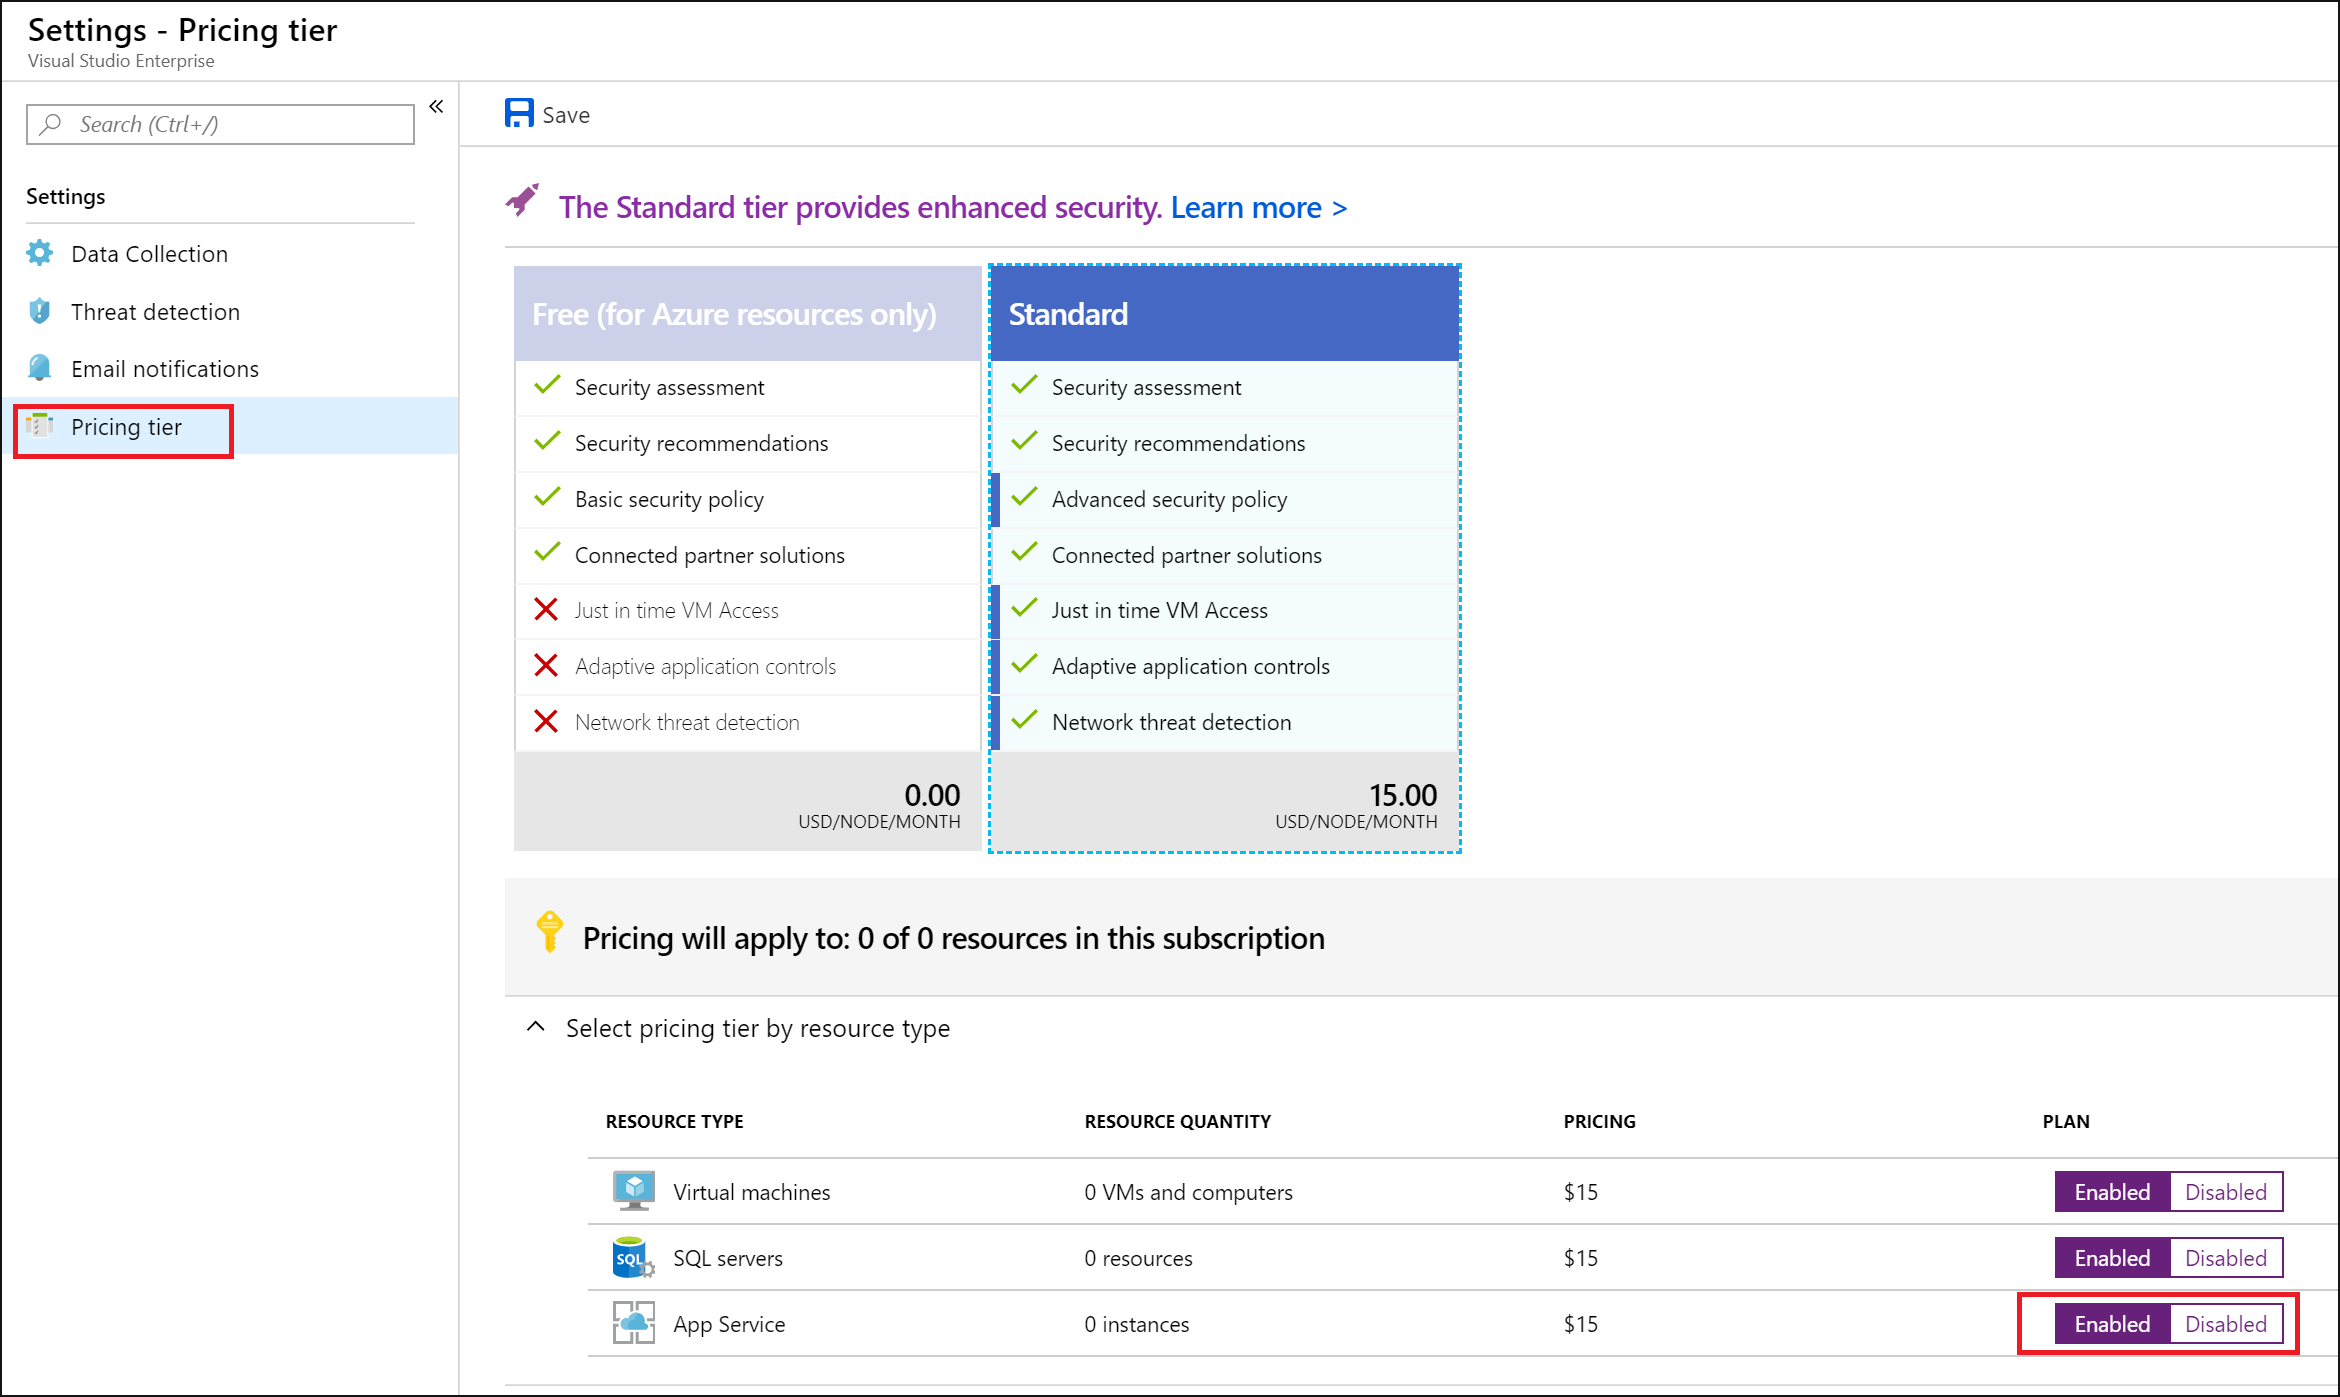 Settings - Pricing tier
Visual Studio Enterprise
Search (Ctrl+/)
«
Settings
Data Collection
Threat detection
Email notifications
Pricing tier
Save
The Standard tier provides enhanced security. Learn more >
Free (for Azure resources only)
Security assessment
Security recommendations
Basic security policy
Connected partner solutions
Just in time VM Access
Adaptive application controls
Network threat detection
0.00
USD/NODE/MONTH
Standard
Security assessment
Security recommendations
Advanced security policy
Connected partner solutions
Just in time VM Access
Adaptive application controls
Network threat detection
15.00
USD/NODE/MONTH
Pricing will apply to: 0 of 0 resources in this subscription
Select pricing tier by resource type
RESOURCE TYPE RESOURCE QUANTITY PRICING PLAN
Virtual machines 0 VMs and computers $15 Enabled Disabled
SQL SQL servers 0 resources $15 Enabled Disabled
App Service 0 instances $15 Enabled Disabled